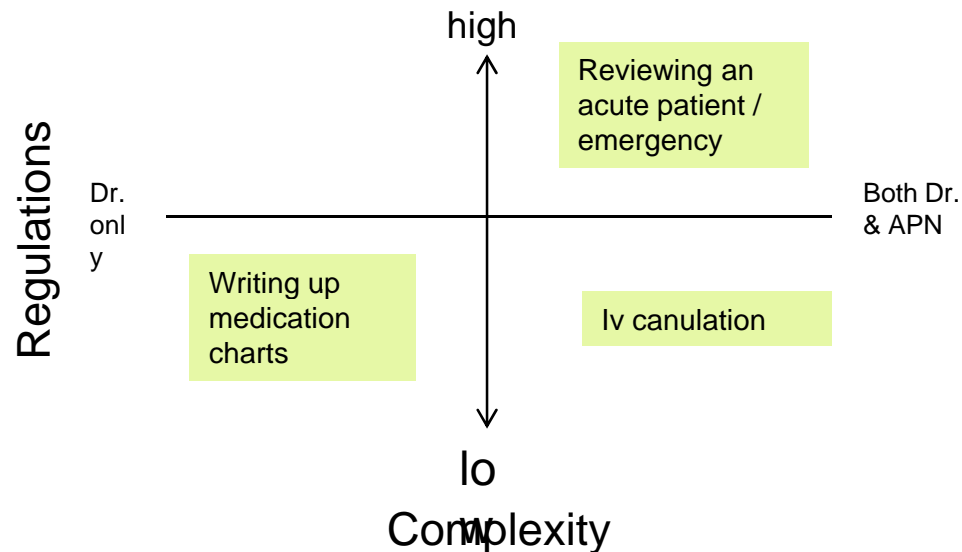 high
Reviewing an
acute patient /
emergency
Regulations
Dr.
onl
y
Both Dr.
& APN
Writing up
medication
charts
Iv canulation
lo
w
Complexity